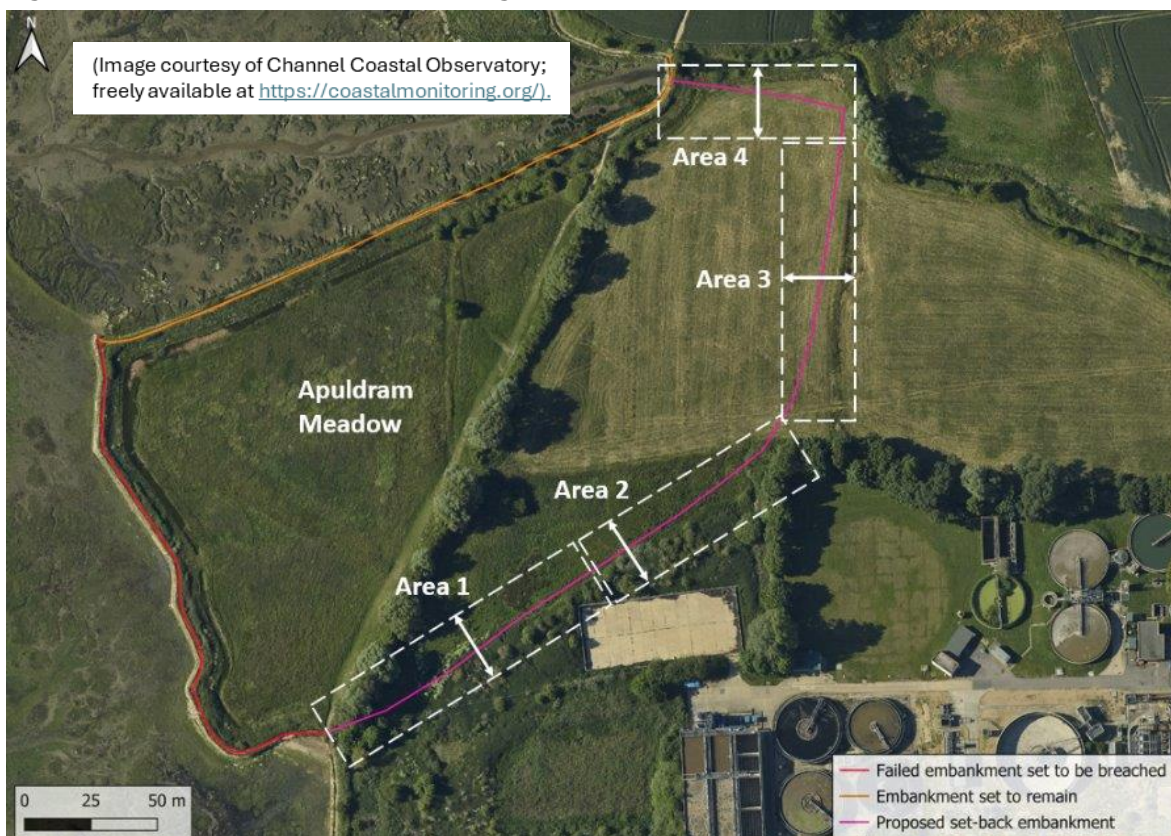 N
(Image courtesy of Channel Coastal Observatory;
freely available at https://coastalmonitoring.org/).
Area 4
Area 3
Apuldram
Meadow
Area 2
Area 1
0 25 50 m
Failed embankment set to be breached
Embankment set to remain
Proposed set-back embankment